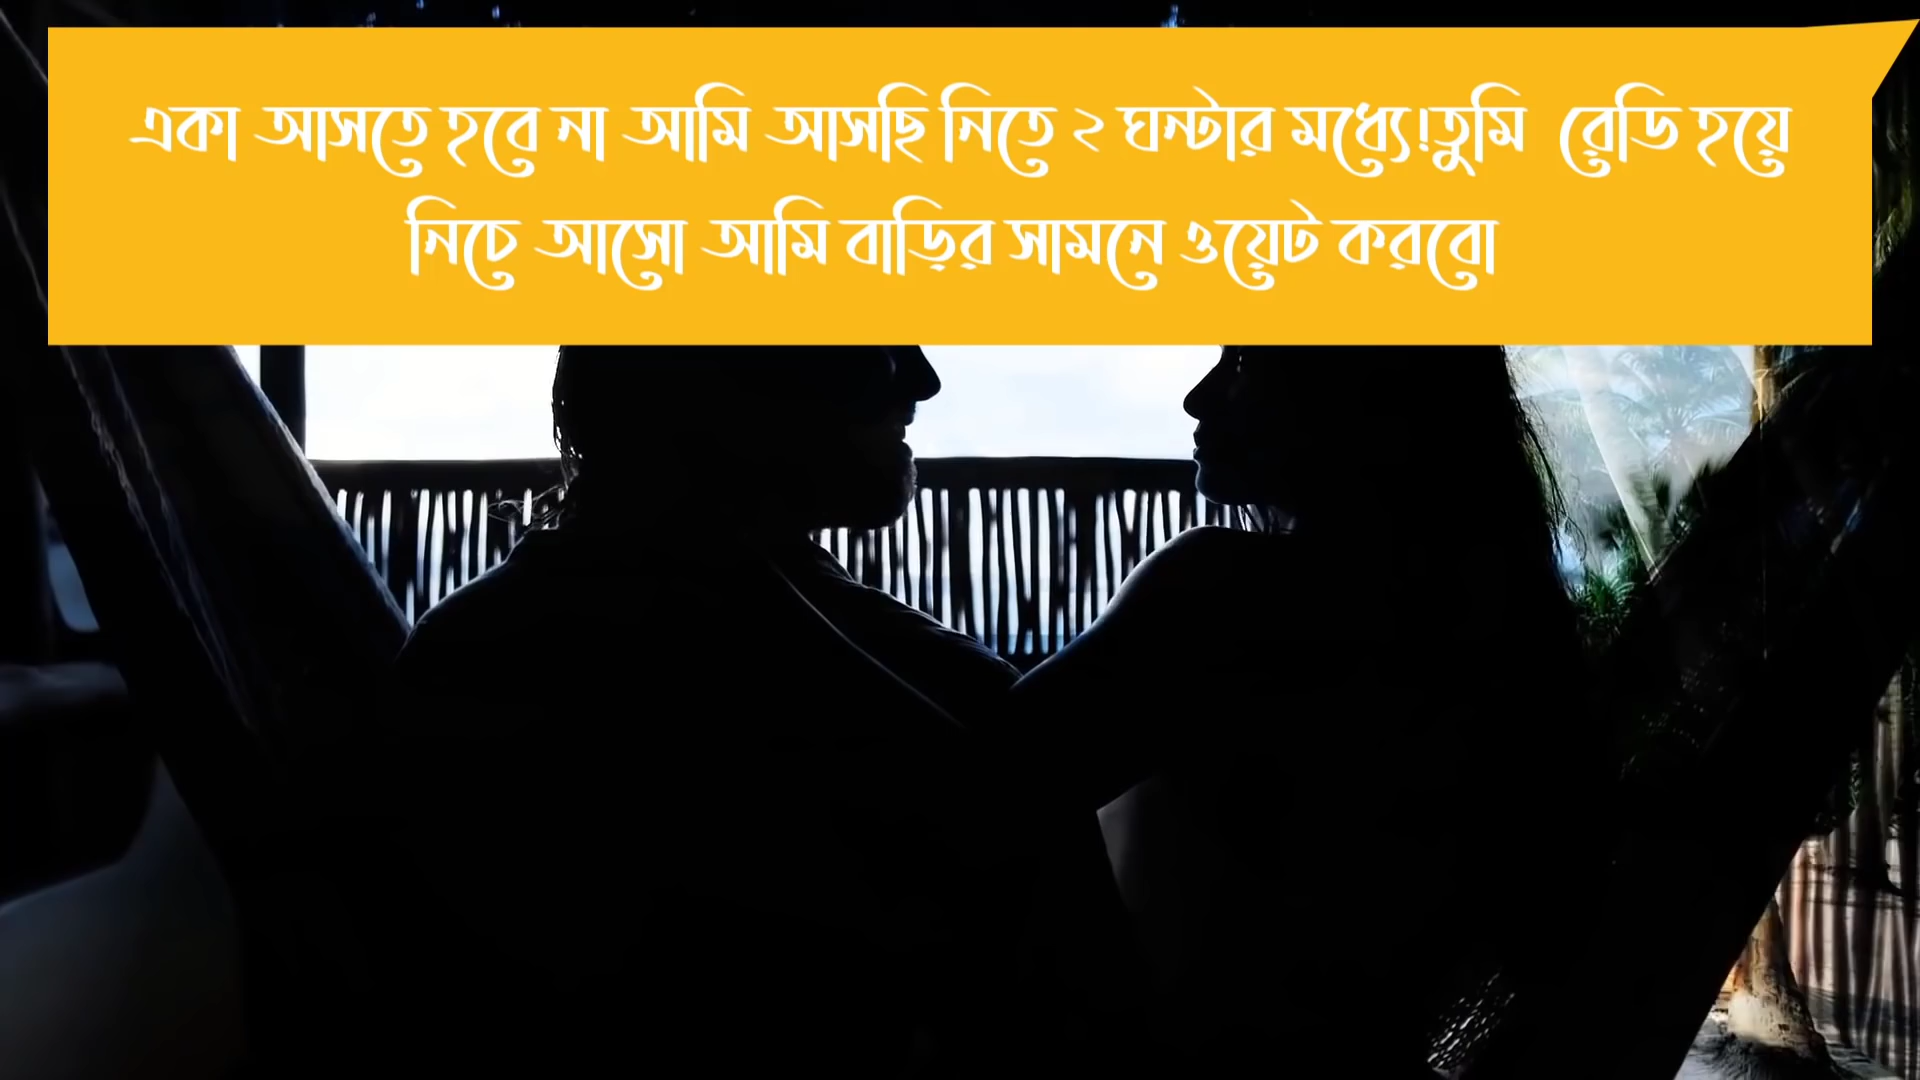 একা আসতে হবে না আমি আসছি নিতে ২ ঘন্টার মধ্যে!তুমি রেডি হয়ে
নিচে আসো আমি বাড়ির সামনে ওয়েট করবো